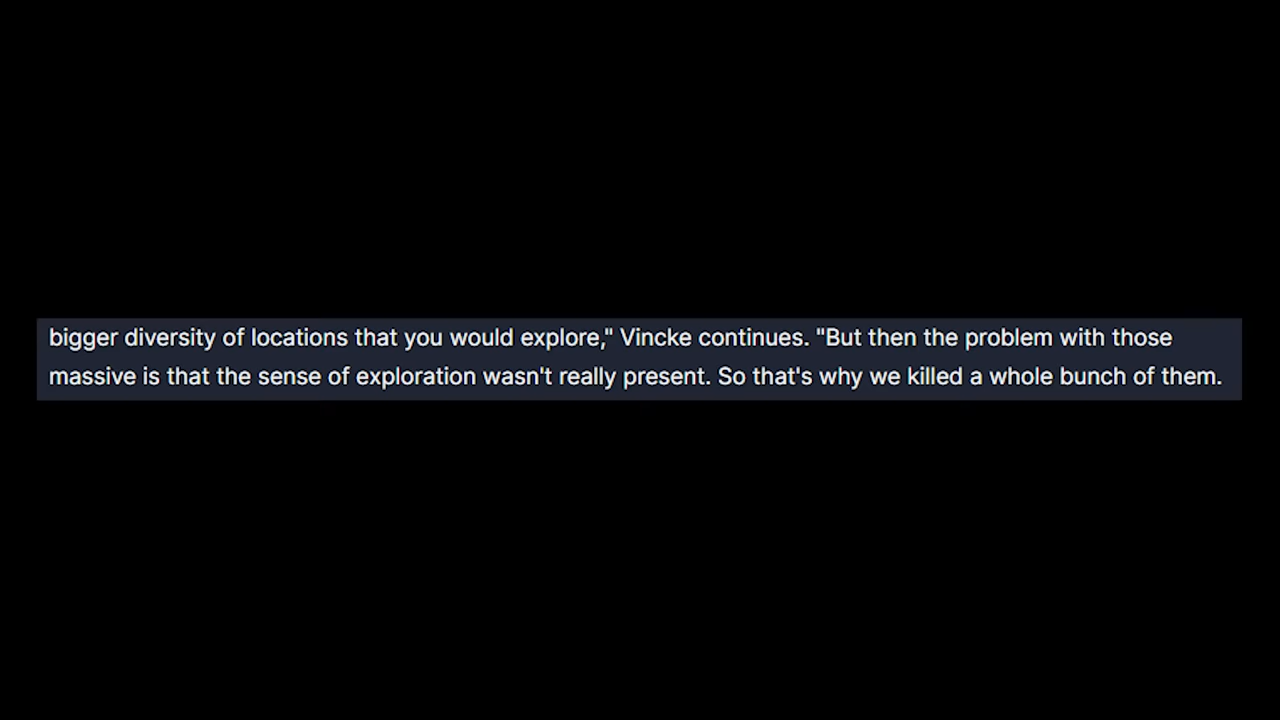 bigger diversity of locations that you would explore," Vincke continues. "But then the problem with those
massive is that the sense of exploration wasn't really present. So that's why we killed a whole bunch of them.